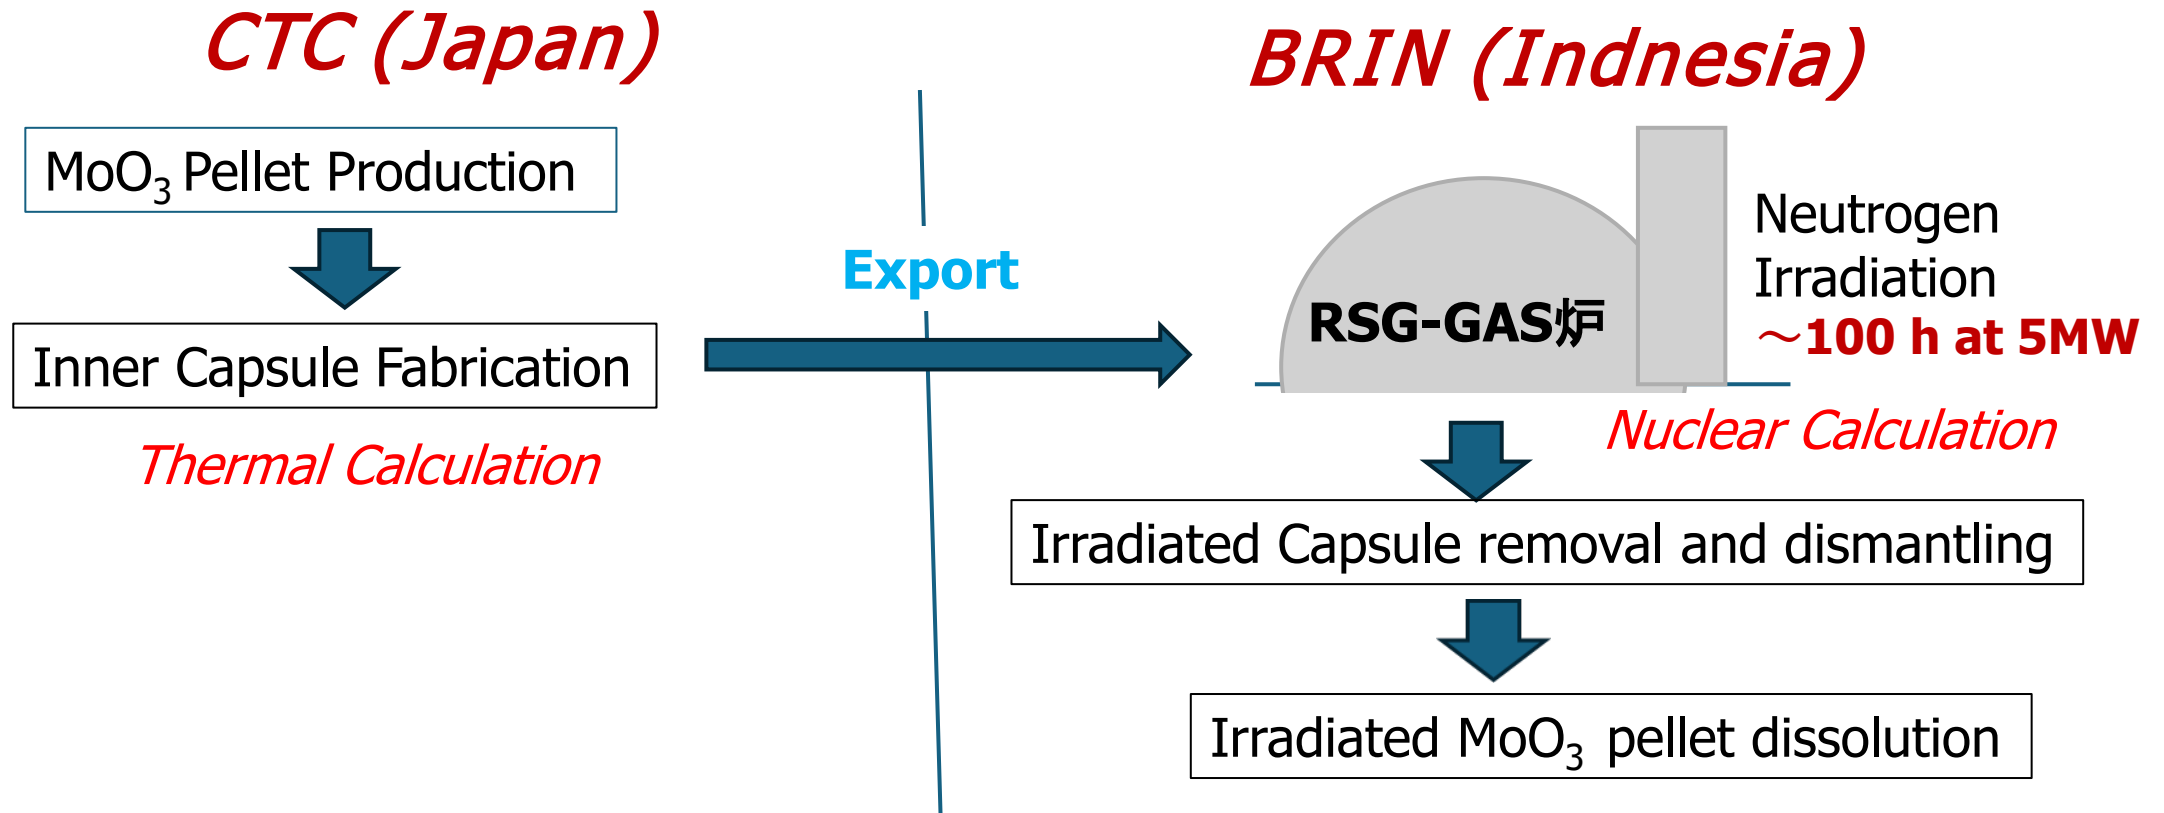 CTC (Japan)
MoO₃ Pellet Production
Inner Capsule Fabrication
Thermal Calculation
Export
BRIN (Indnesia)
RSG-GAS炉
Neutrogen
Irradiation
～100 h at 5MW
Nuclear Calculation
Irradiated Capsule removal and dismantling
Irradiated MoO₃ pellet dissolution